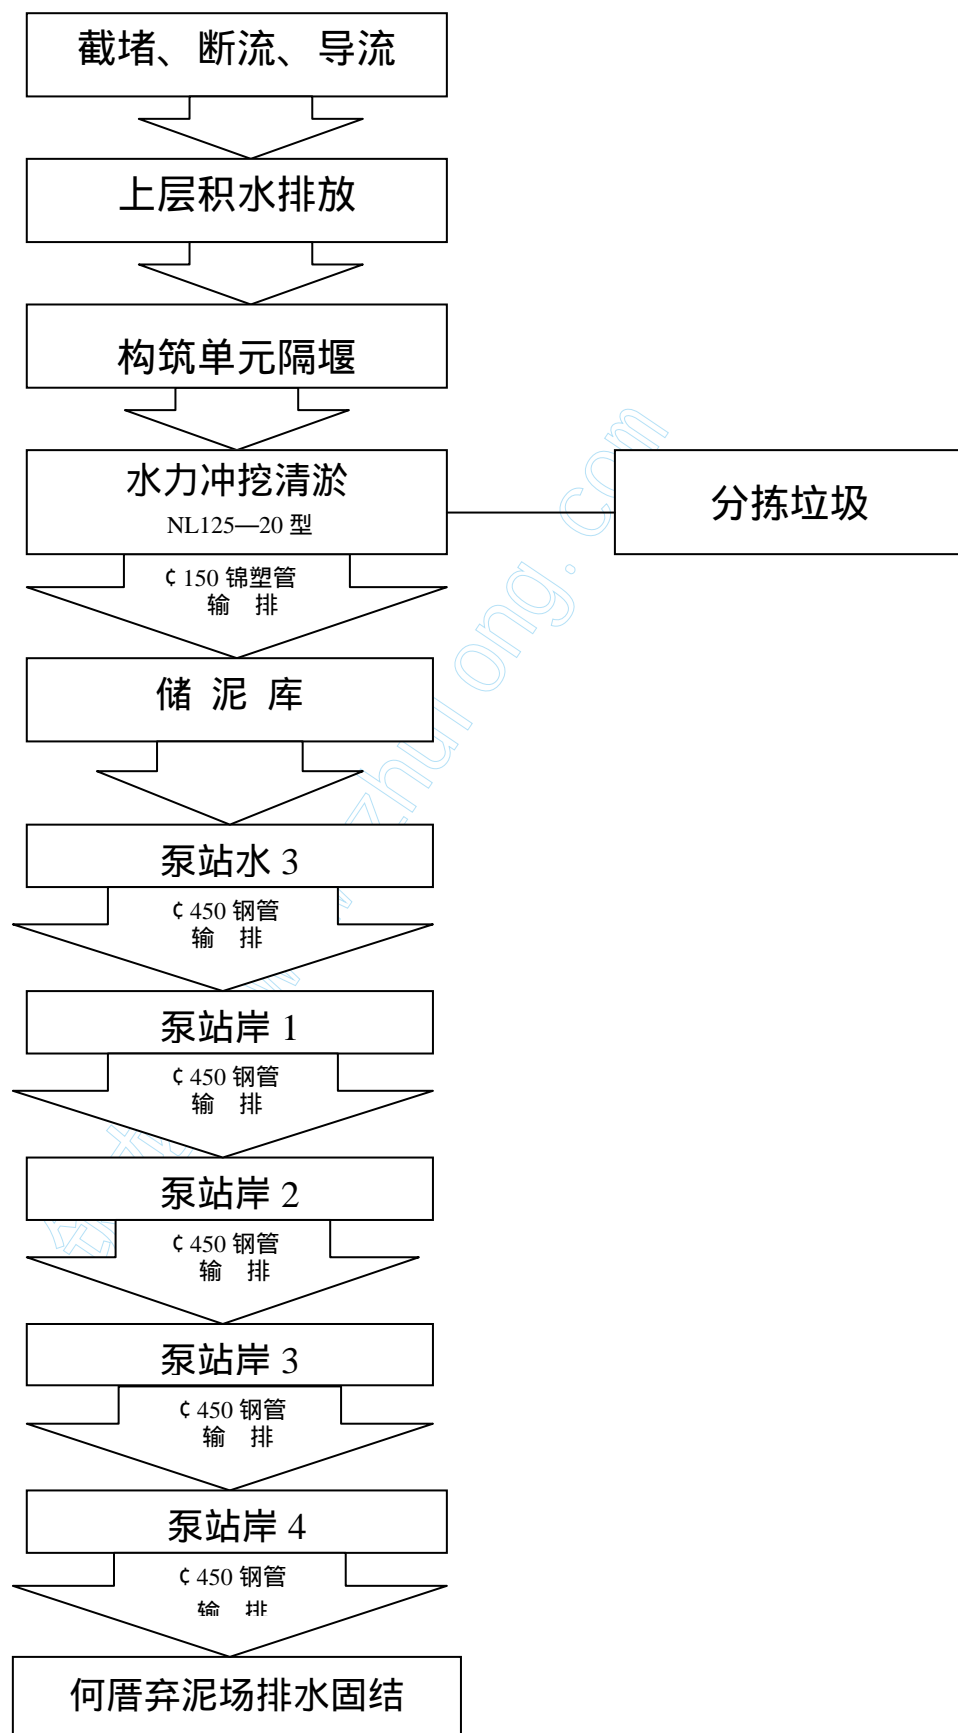 截堵、断流、导流
上层积水排放
构筑单元隔堰
水力冲挖清淤
NL125—20 型
分拣垃圾
¢150 锦塑管
输 排
储 泥 库
泵站水 3
¢450 钢管
输 排
泵站岸 1
¢450 钢管
输 排
泵站岸 2
¢450 钢管
输 排
泵站岸 3
¢450 钢管
输 排
泵站岸 4
¢450 钢管
输 排
何厝弃泥场排水固结